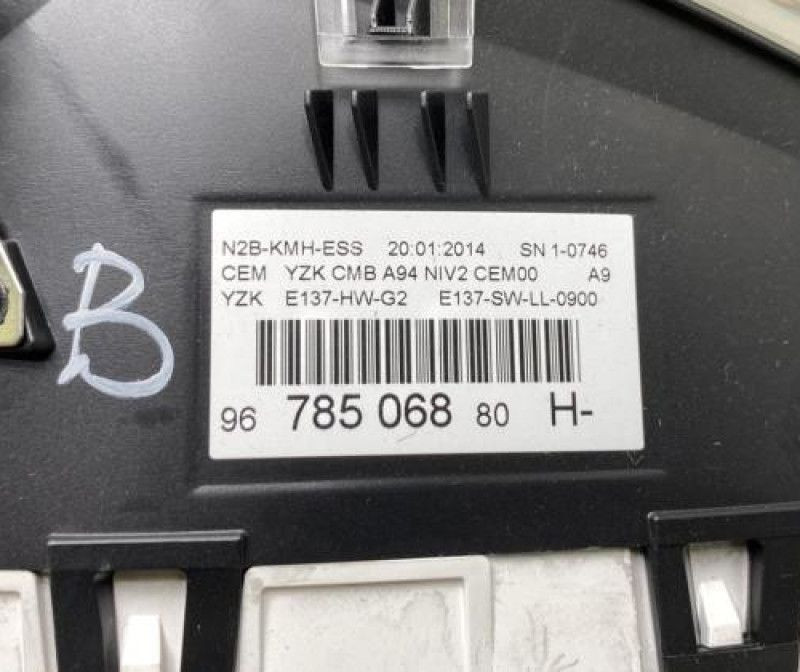 N2B-KMH-ESS 20:01:2014 SN 1-0746
CEM YZK CMB A94 NIV2 CEM00 A9
YZK E137-HW-G2 E137-SW-LL-0900
96 785 068 80 H-
B